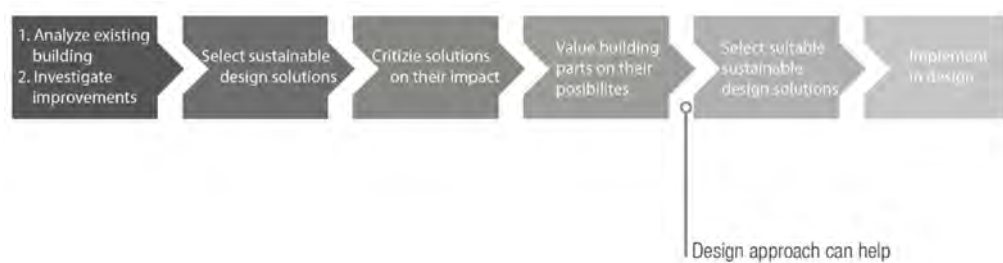 1. Analyze existing
building
2. Investigate
improvements
Select sustainable
design solutions
Critizie solutions
on their impact
Value building
parts on their
posibilites
Select suitable
sustainable
design solutions
Implement
in design
Design approach can help